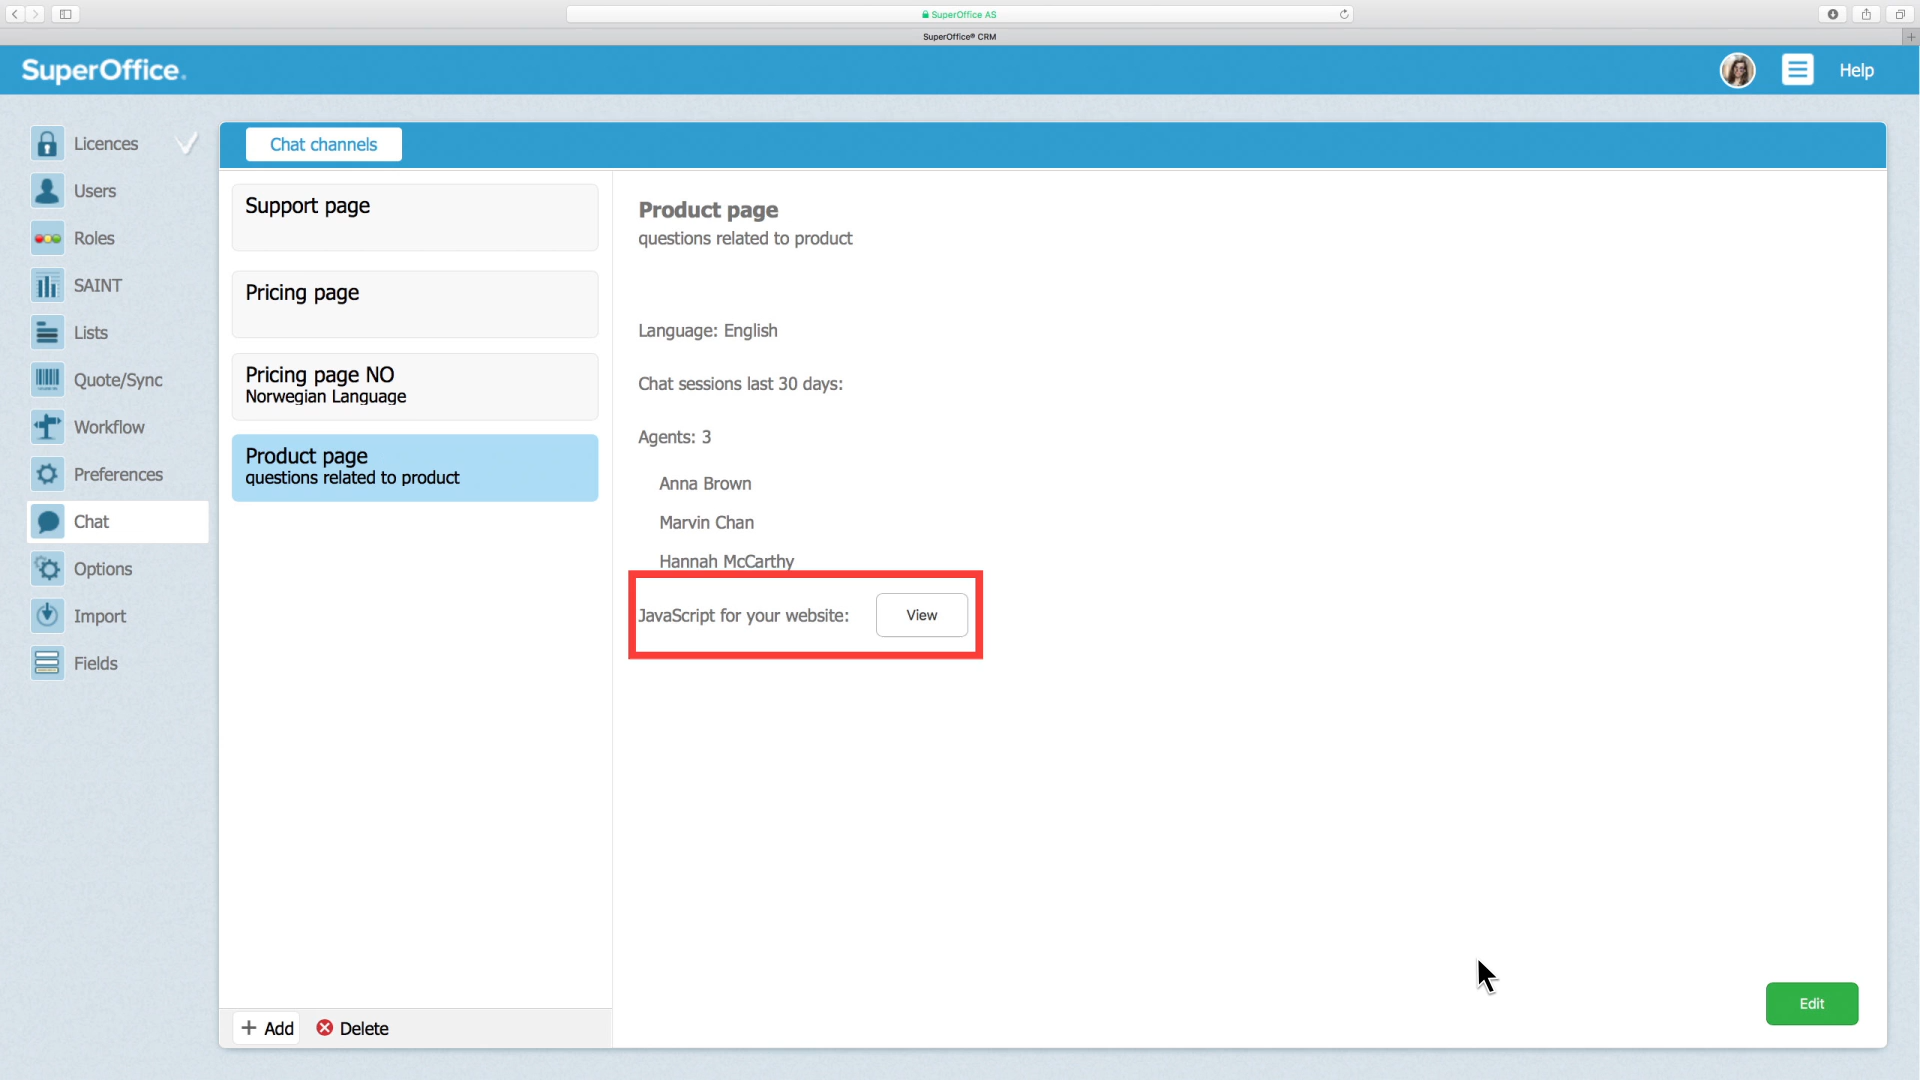 SuperOffice AS
SuperOffice® CRM
SuperOffice.
Help
Licences
Users
Roles
SAINT
Lists
Quote/Sync
Workflow
Preferences
Chat
Options
Import
Fields
Chat channels
Support page
Pricing page
Pricing page NO
Norwegian Language
Product page
questions related to product
Add
Delete
Product page
questions related to product
Language: English
Chat sessions last 30 days:
Agents: 3
Anna Brown
Marvin Chan
Hannah McCarthy
JavaScript for your website:
View
Edit